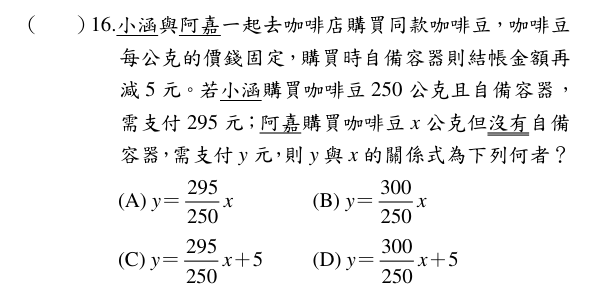 (　　)16.小涵與阿嘉一起去咖啡店購買同款咖啡豆，咖啡豆
每公克的價錢固定，購買時自備容器則結帳金額再
減 5 元。若小涵購買咖啡豆 250 公克且自備容器，
需支付 295 元；阿嘉購買咖啡豆 x 公克但沒有自備
容器，需支付 y 元，則 y 與 x 的關係式為下列何者？
(A) y=295/250 x　(B) y=300/250 x
(C) y=295/250 x+5　(D) y=300/250 x+5